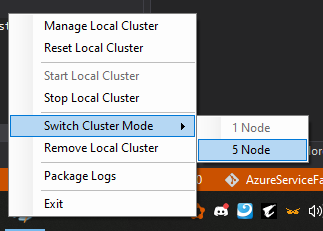 Manage Local Cluster
Reset Local Cluster
Start Local Cluster
Stop Local Cluster
Switch Cluster Mode
1 Node
5 Node
Remove Local Cluster
Package Logs
0
AzureServiceFa
Exit